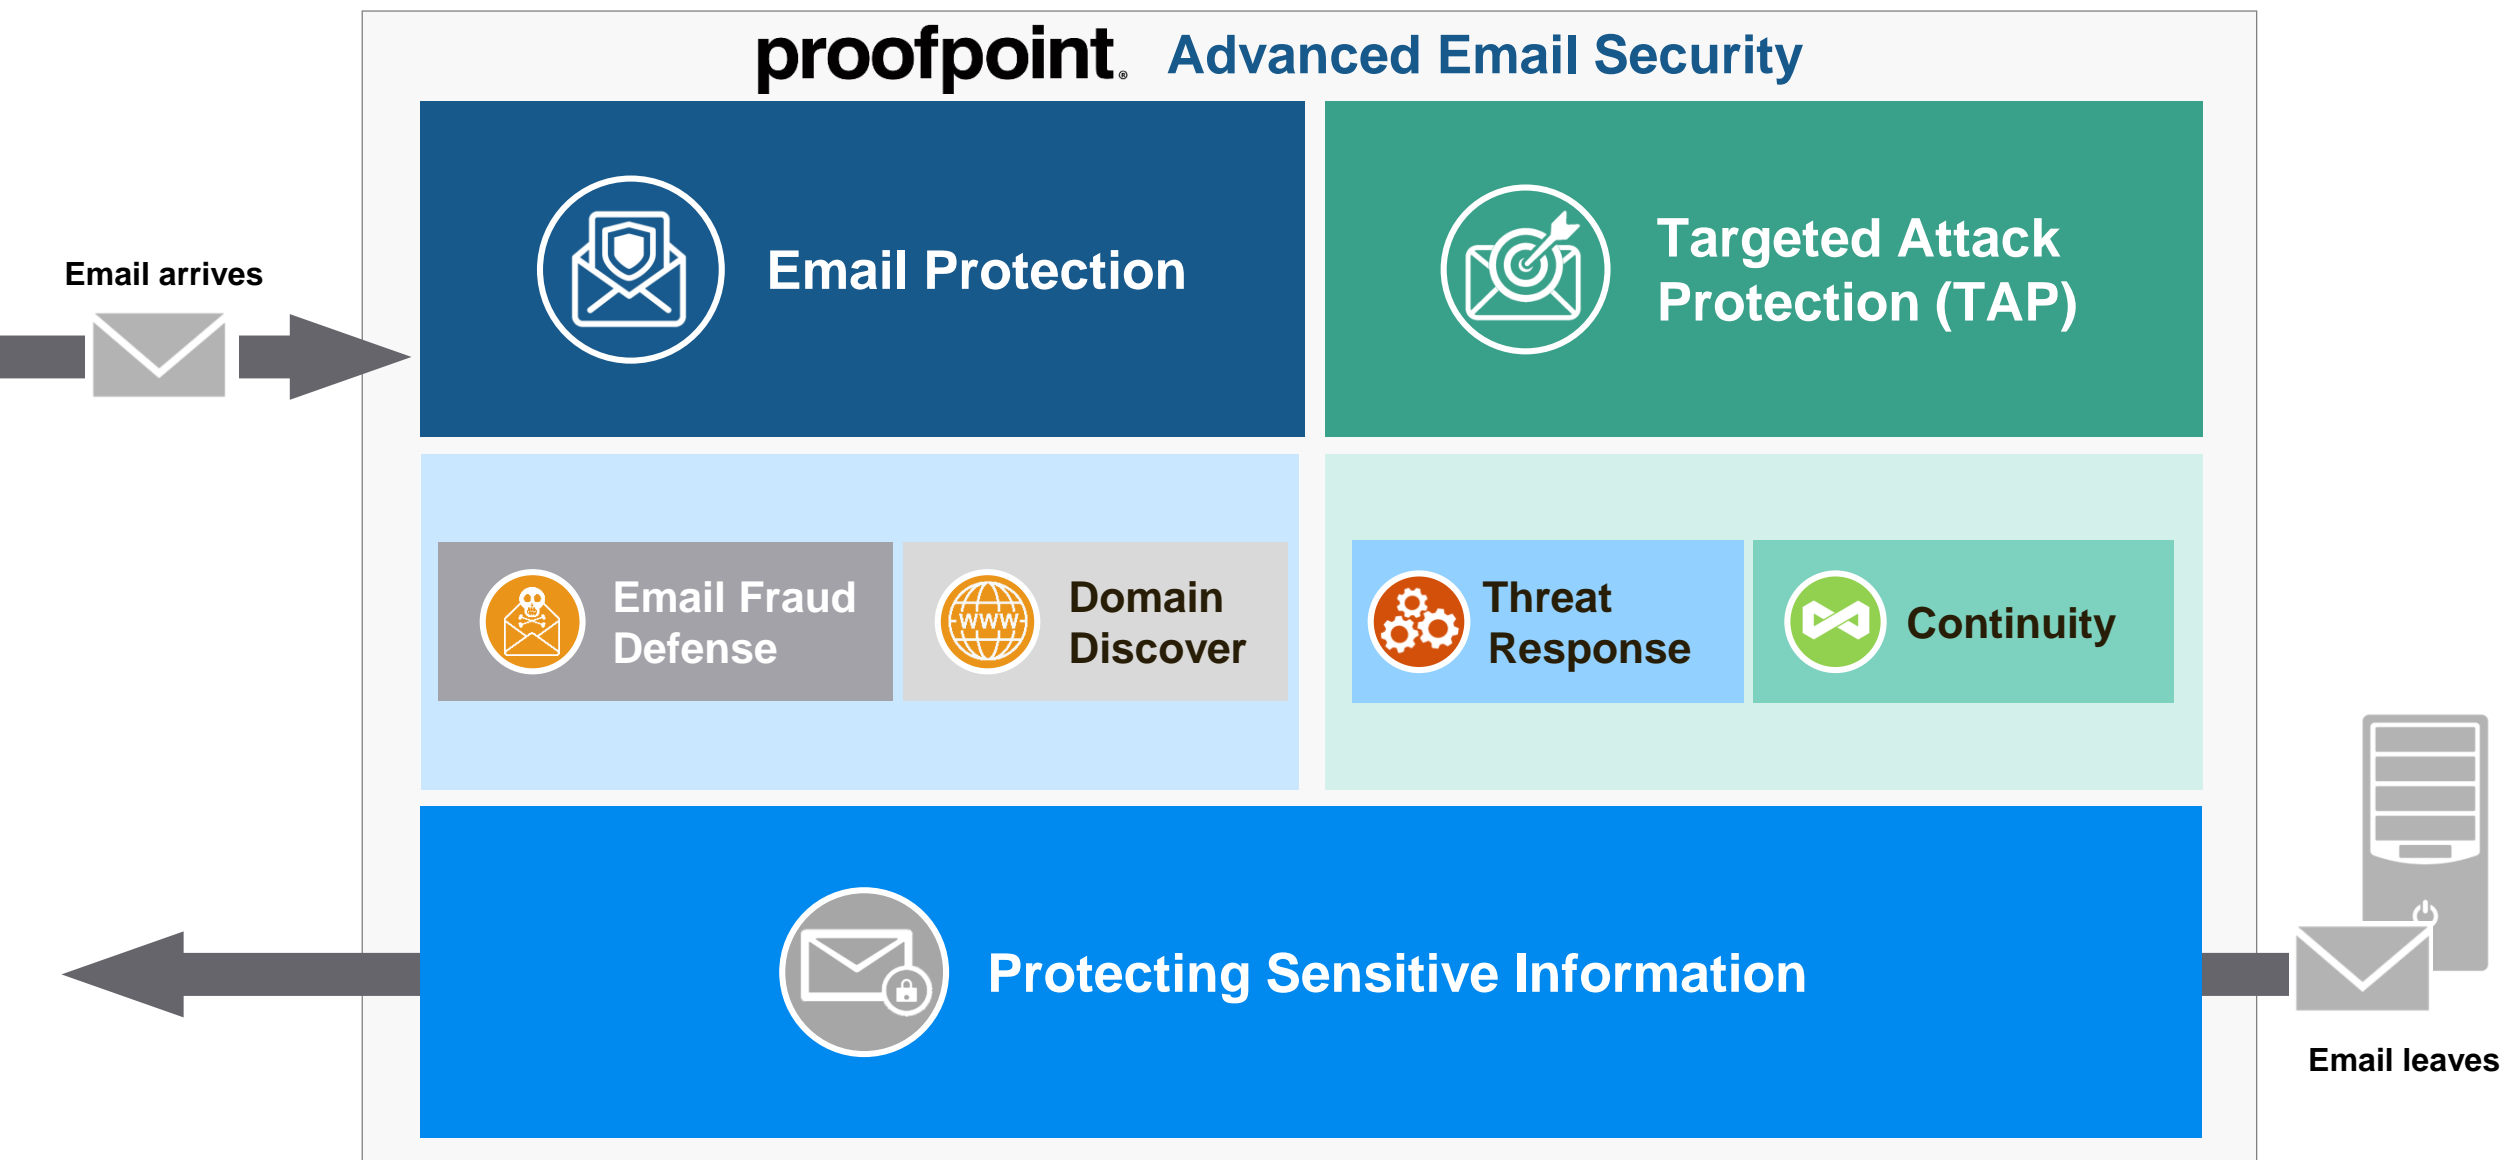 proofpoint® Advanced Email Security
Email arrives
Email Protection
Targeted Attack
Protection (TAP)
Email Fraud
Defense
WWW
Domain
Discover
Threat
Response
Continuity
Protecting Sensitive Information
Email leaves